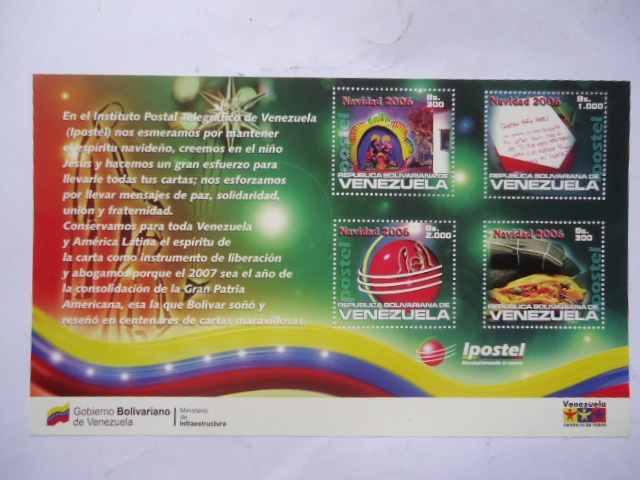 En el Instituto Postal Telegráfico de Venezuela
(Ipostel) nos esmeramos por mantener
el espíritu navideño, creemos en el niño
Jesús y hacemos un gran esfuerzo para
llevarle todas tus cartas; nos esforzamos
por llevar mensajes de paz, solidaridad,
unión y fraternidad.
Conservamos para toda Venezuela
y América Latina el espíritu de
la carta como instrumento de liberación
y abogamos porque el 2007 sea el año de
la consolidación de la Gran Patria
Americana, esa la que Bolívar soñó y
reseñó en centenares de cartas maravillosas.
Navidad 2006 Bs. 300
Ipostel
REPÚBLICA BOLIVARIANA DE
VENEZUELA
Navidad 2006 Bs. 1.000
Ipostel
REPÚBLICA BOLIVARIANA DE
VENEZUELA
Navidad 2006 Bs. 2.000
Ipostel
REPÚBLICA BOLIVARIANA DE
VENEZUELA
Navidad 2006 Bs. 300
Ipostel
REPÚBLICA BOLIVARIANA DE
VENEZUELA
Ipostel
Revolucionando el correo
Gobierno Bolivariano
de Venezuela
Ministerio
de
Infraestructura
Venezuela